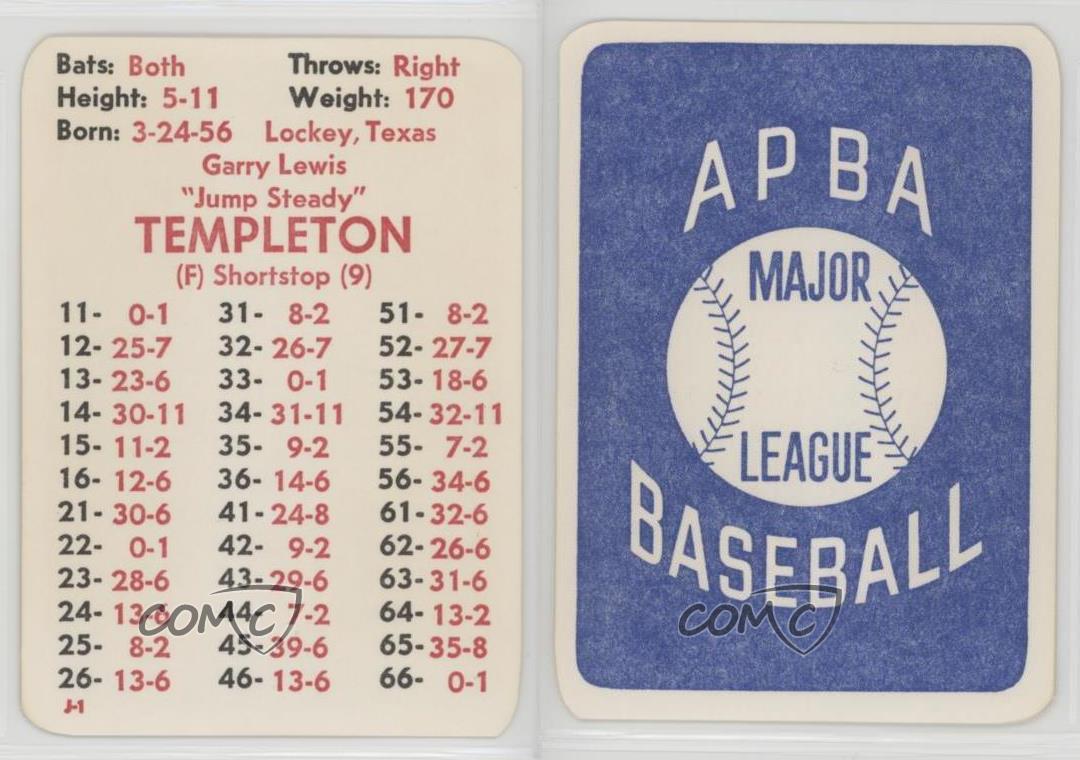 Bats: Both Throws: Right
Height: 5-11 Weight: 170
Born: 3-24-56 Lockey, Texas
Garry Lewis
"Jump Steady"
TEMPLETON
(F) Shortstop (9)
11- 0-1 31- 8-2 51- 8-2
12- 25-7 32- 26-7 52- 27-7
13- 23-6 33- 0-1 53- 18-6
14- 30-11 34- 31-11 54- 32-11
15- 11-2 35- 9-2 55- 7-2
16- 12-6 36- 14-6 56- 34-6
21- 30-6 41- 24-8 61- 32-6
22- 0-1 42- 9-2 62- 26-6
23- 28-6 43- 29-6 63- 31-6
24- 13-6 44- 7-2 64- 13-2
25- 8-2 45- 39-6 65- 35-8
26- 13-6 46- 13-6 66- 0-1
J-1
COMC
APBA
MAJOR
LEAGUE
BASEBALL
COMC